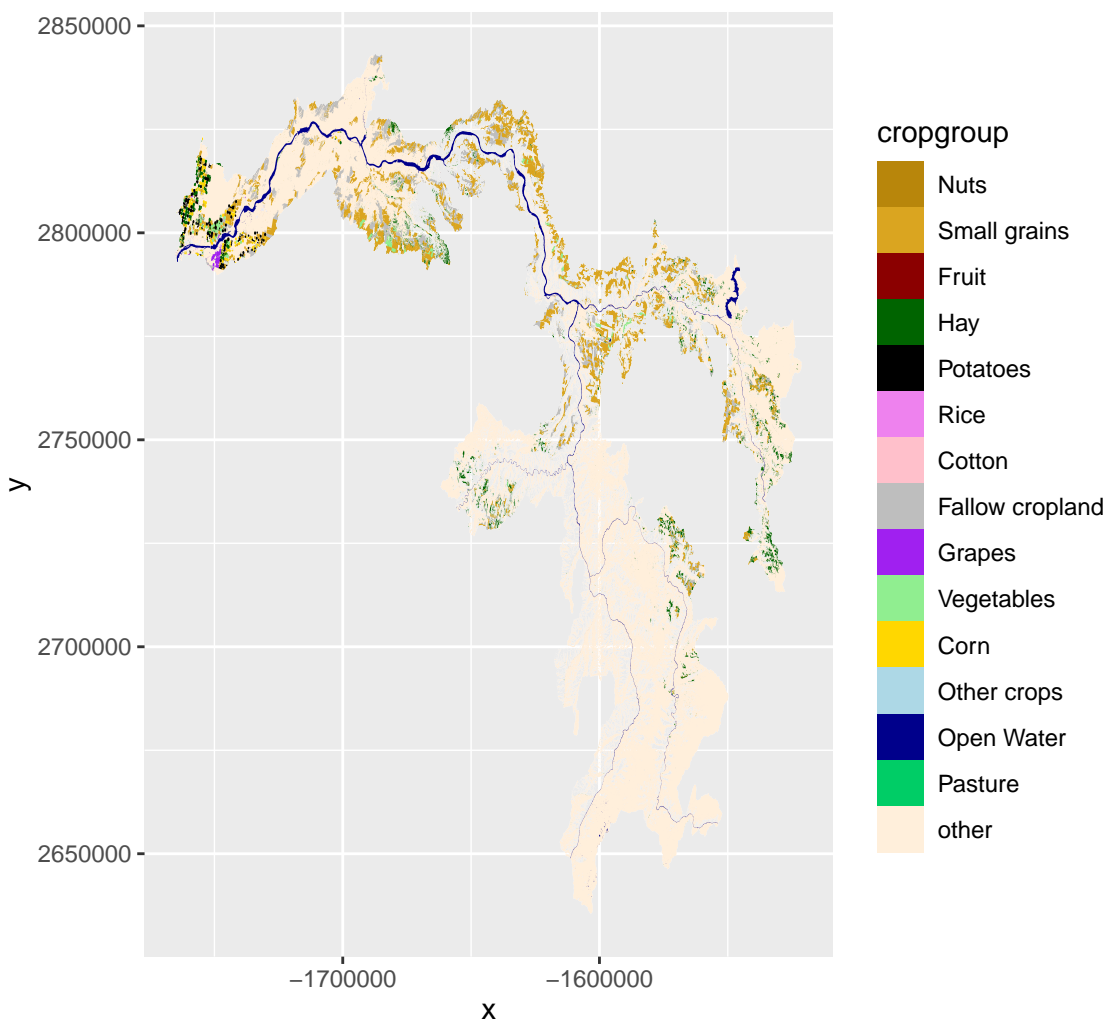 2850000
2800000
2750000
2700000
2650000
y
−1700000
−1600000
x
cropgroup
Nuts
Small grains
Fruit
Hay
Potatoes
Rice
Cotton
Fallow cropland
Grapes
Vegetables
Corn
Other crops
Open Water
Pasture
other